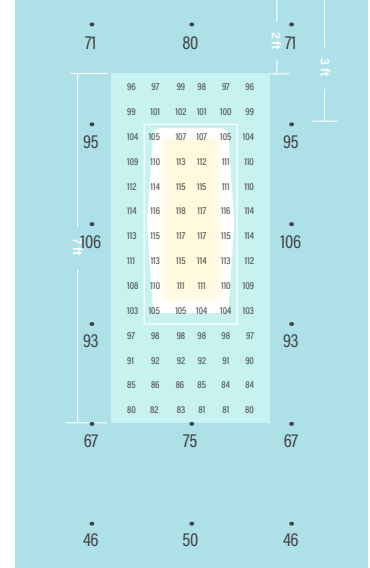 71 80 71
2 ft
3 ft
96 97 99 98 97 96
99 101 102 101 100 99
95 95
104 105 107 107 105 104
109 110 113 112 111 110
112 114 115 115 111 110
114 116 118 117 116 114
106 106
7 ft
113 115 117 117 115 114
111 113 115 114 113 112
108 110 111 111 110 109
103 105 105 104 104 103
93 93
97 98 98 98 98 97
91 92 92 92 91 90
85 86 86 85 84 84
80 82 83 81 81 80
67 75 67
46 50 46